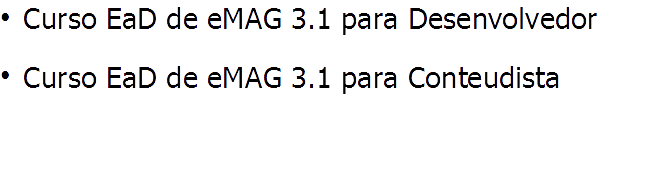 • Curso EaD de eMAG 3.1 para Desenvolvedor
• Curso EaD de eMAG 3.1 para Conteudista